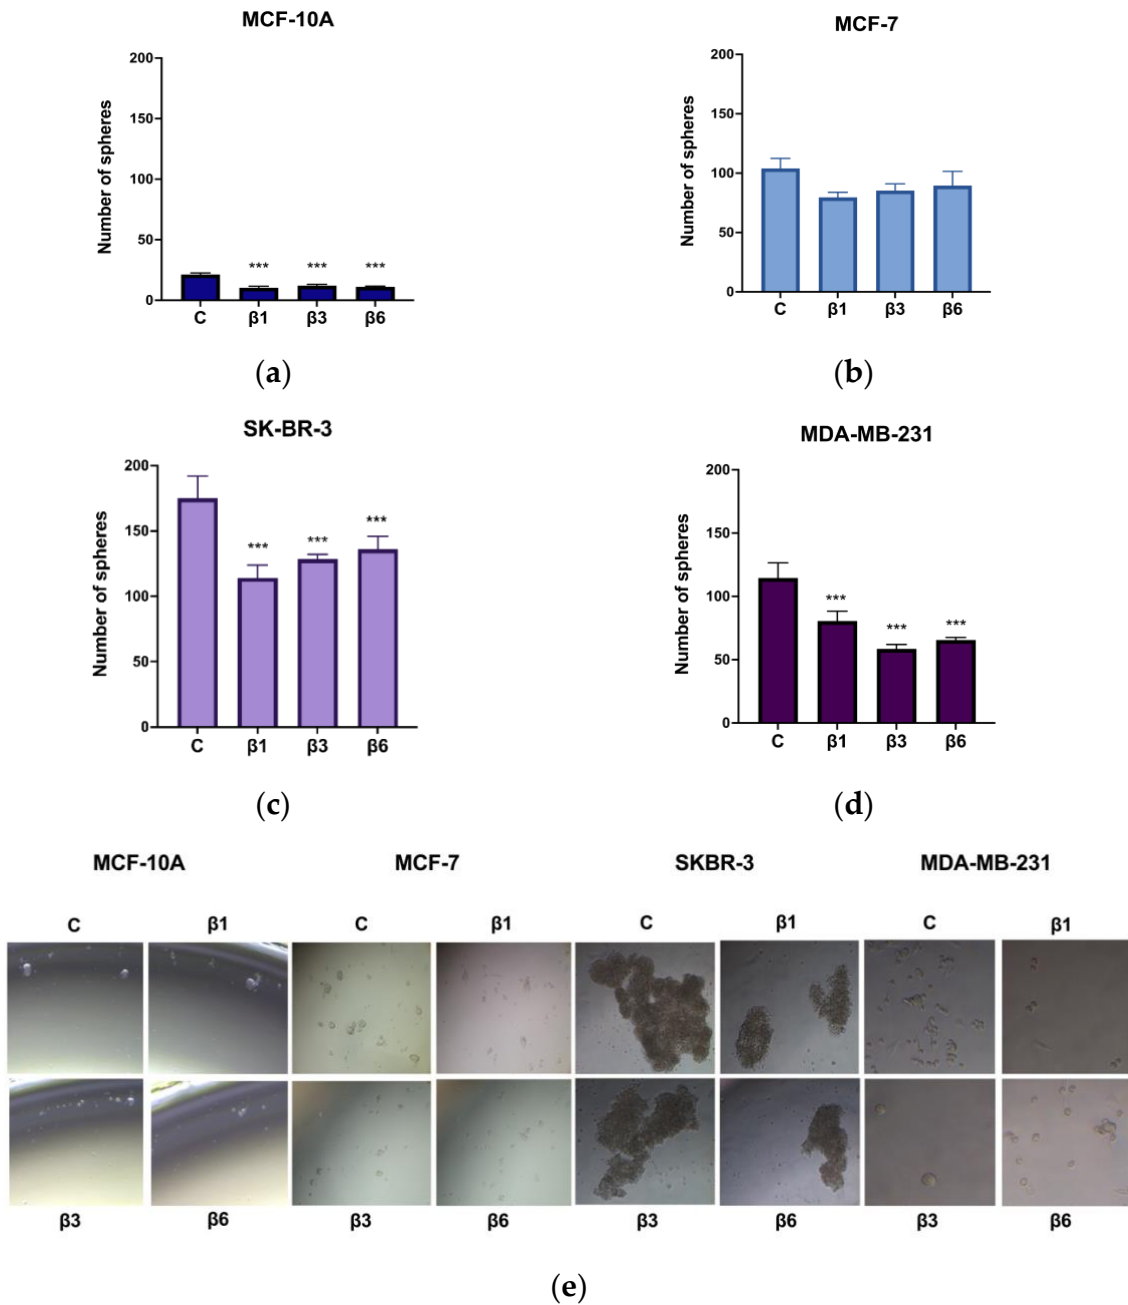 MCF-10A
Number of spheres
200
150
100
50
0
***
***
***
C β1 β3 β6
(a)
MCF-7
Number of spheres
200
150
100
50
0
C β1 β3 β6
(b)
SK-BR-3
Number of spheres
200
150
100
50
0
***
***
***
C β1 β3 β6
(c)
MDA-MB-231
Number of spheres
200
150
100
50
0
***
***
***
C β1 β3 β6
(d)
MCF-10A MCF-7 SKBR-3 MDA-MB-231
C β1 C β1 C β1 C β1
β3 β6 β3 β6 β3 β6 β3 β6
(e)